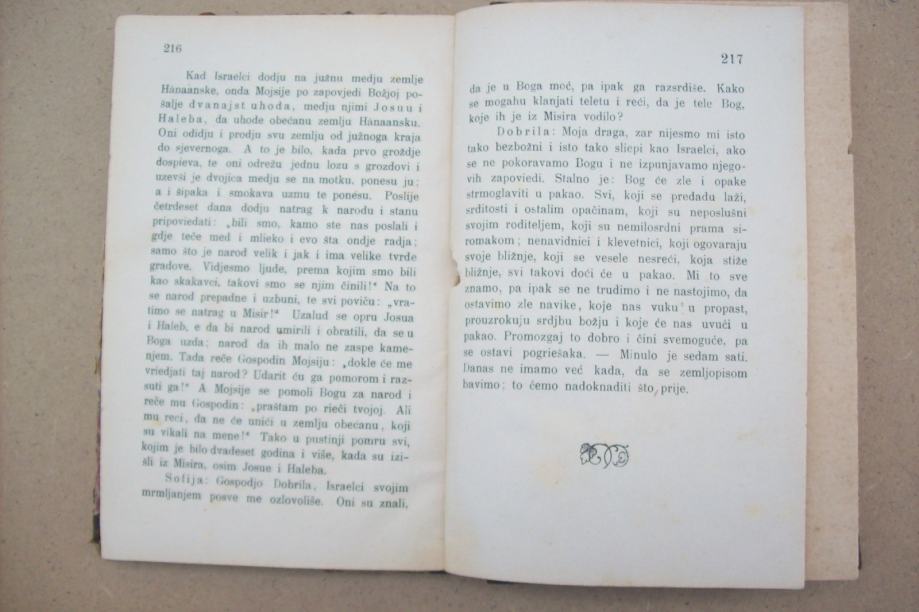 216
Kad Israelci dodju na južnu medju zemlje
Hanaanske, onda Mojsije po zapovjedi Božjoj po-
šalje dvanajst uhoda, medju njimi Josuu i
Haleba, da uhode obećanu zemlju Hanaansku.
Oni odidju i prodju svu zemlju od južnoga kraja
do sjevernoga. A to je bilo, kada prvo groždje
dospieva, te oni odrežu jednu lozu s grozdovi i
uzevši je dvojica medju se na motku, ponesu ju;
a i šipaka i smokava uzmu te ponesu. Poslije
četrdeset dana dodju natrag k narodu i stanu
pripoviedati: „bili smo, kamo ste nas poslali i
gdje teče med i mlieko i evo šta ondje radja;
samo što je narod velik i jak i ima velike tvrde
gradove. Vidjesmo ljude, prema kojim smo bili
kao skakavci, takovi smo se njim činili!“ Na to
se narod prepadne i uzbuni, te svi poviču: „vra-
timo se natrag u Misir!“ Uzalud se opru Josua
i Haleb, e da bi narod umirili i obratili, da se u
Boga uzda; narod da ih malo ne zaspe kame-
njem. Tada reče Gospodin Mojsiju: „dokle će me
vriedjati taj narod? Udarit ću ga pomorom i raz-
suti ga!“ A Mojsije se pomoli Bogu za narod i
reče mu Gospodin: „praštam po rieči tvojoj. Ali
mu reci, da ne će unići u zemlju obećanu, koji
su vikali na mene!“ Tako u pustinji pomru svi,
kojim je bilo dvadeset godina i više, kada su izi-
šli iz Misira, osim Josue i Haleba.
Sofija: Gospodjo Dobrila, Israelci svojim
mrmljanjem posve me ozlovoliše. Oni su znali,
217
da je u Boga moć, pa ipak ga razsrdiše. Kako
se mogahu klanjati teletu i reći, da je tele Bog,
koje ih je iz Misira vodilo?
Dobrila: Moja draga, zar nijesmo mi isto
tako bezbožni i isto tako sliepi kao Israelci, ako
se ne pokoravamo Bogu i ne izpunjavamo njego-
vih zapoviedi. Stalno je: Bog će zle i opake
strmoglaviti u pakao. Svi, koji se predadu laži,
srditosti i ostalim opačinam, koji su neposlušni
svojim roditeljem, koji su nemilosrdni prama si-
romakom; nenavidnici i klevetnici, koji ogovaraju
svoje bližnje, koji se vesele nesreći, koja stiže
bližnje, svi takovi doći će u pakao. Mi to sve
znamo, pa ipak se ne trudimo i ne nastojimo, da
ostavimo zle navike, koje nas vuku u propast,
prouzrokuju srdjbu božju i koje će nas uvući u
pakao. Promozgaj to dobro i čini svemoguće, pa
se ostavi pogriešaka. — Minulo je sedam sati.
Danas ne imamo već kada, da se zemljopisom
bavimo: to ćemo nadoknaditi što prije.